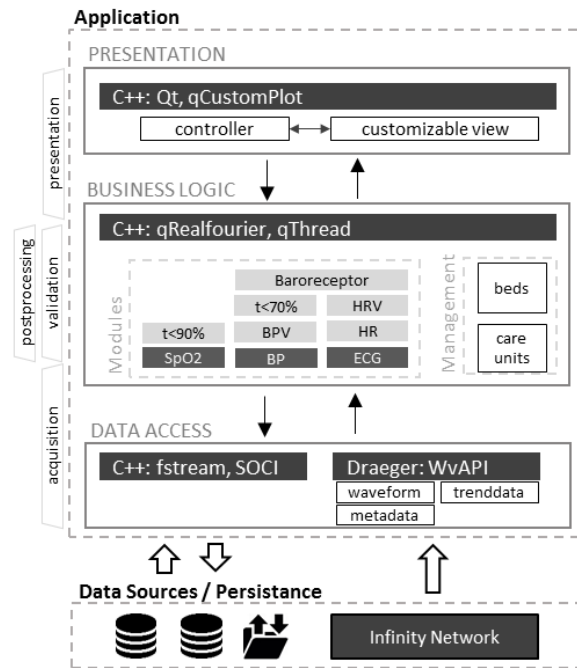 Application
PRESENTATION
C++: Qt, qCustomPlot
controller
customizable view
presentation
BUSINESS LOGIC
C++: qRealfourier, qThread
postprocessing
validation
Modules
Baroreceptor
t<70%
HRV
t<90%
BPV
HR
SpO2
BP
ECG
Management
beds
care
units
acquisition
DATA ACCESS
C++: fstream, SOCI
Draeger: WvAPI
waveform
trenddata
metadata
Data Sources / Persistance
Infinity Network